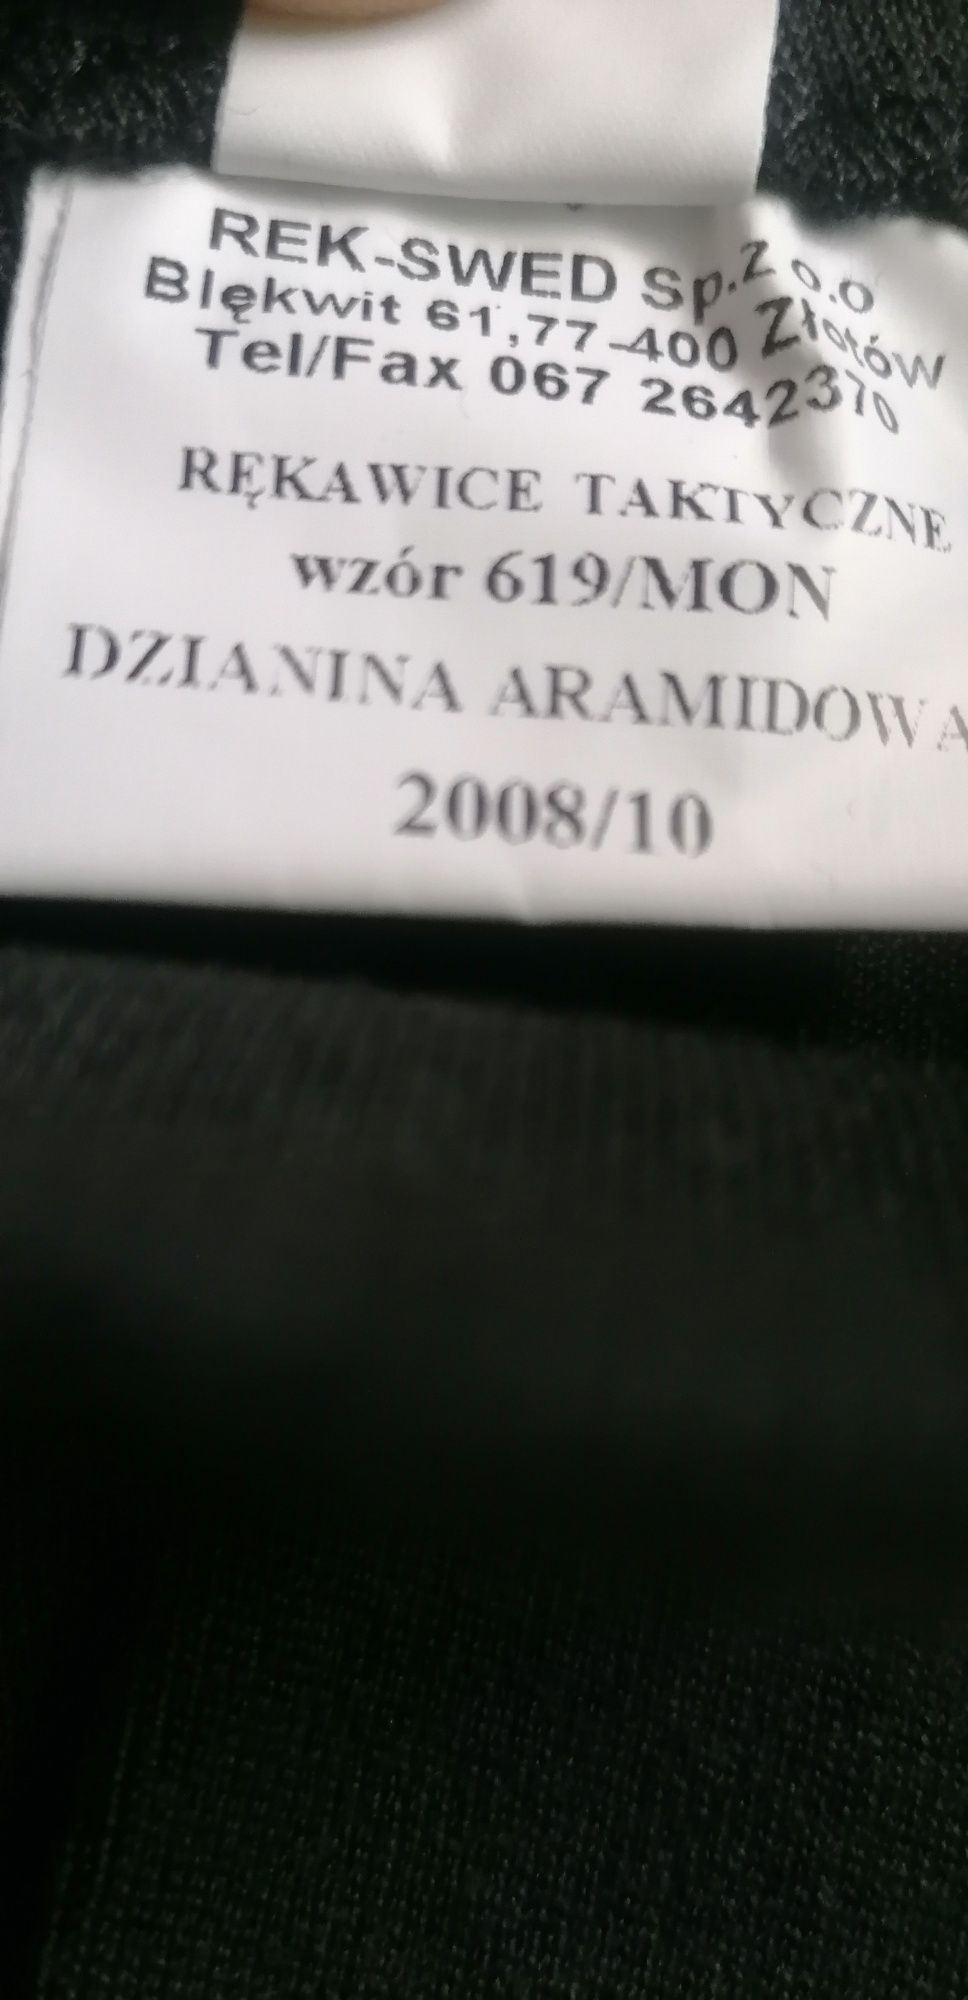 REK-SWED Sp.z o.o
Blękwit 61,77-400 Złotów
Tel/Fax 067 2642370
RĘKAWICE TAKTYCZNE
wzór 619/MON
DZIANINA ARAMIDOWA
2008/10